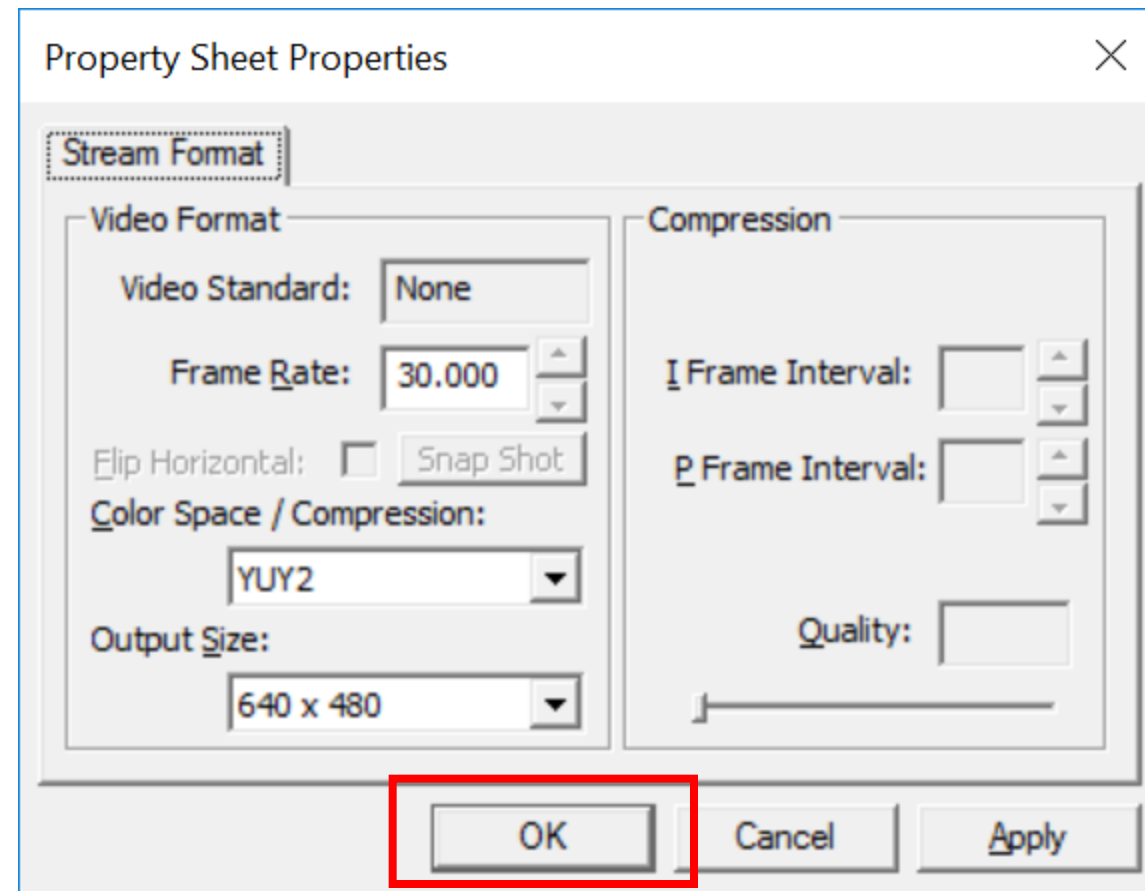 Property Sheet Properties
Stream Format
Video Format
Video Standard: None
Frame Rate: 30.000
Flip Horizontal: Snap Shot
Color Space / Compression:
YUY2
Output Size:
640 x 480
Compression
I Frame Interval:
P Frame Interval:
Quality:
OK Cancel Apply